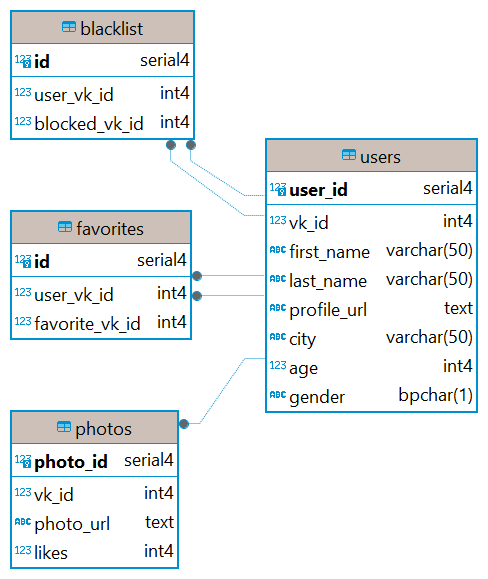 blacklist
123 id serial4
123 user_vk_id int4
123 blocked_vk_id int4
users
123 user_id serial4
123 vk_id int4
ABC first_name varchar(50)
ABC last_name varchar(50)
ABC profile_url text
ABC city varchar(50)
123 age int4
ABC gender bpchar(1)
favorites
123 id serial4
123 user_vk_id int4
123 favorite_vk_id int4
photos
123 photo_id serial4
123 vk_id int4
ABC photo_url text
123 likes int4